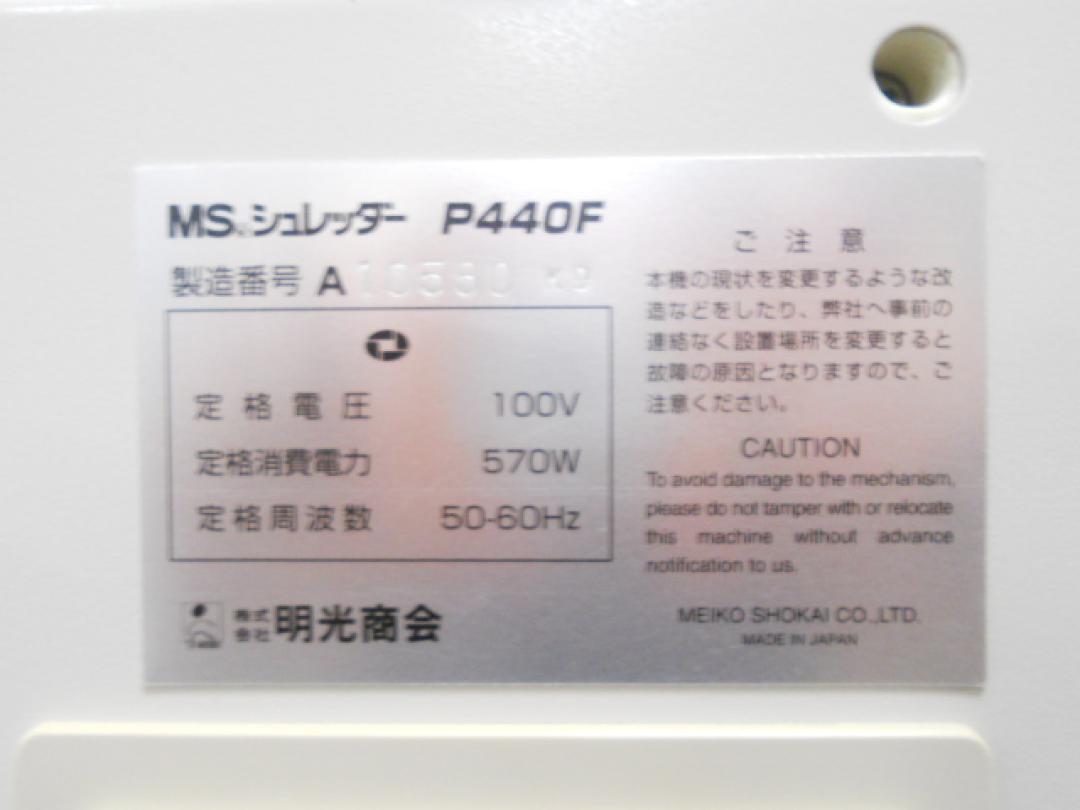 MSシュレッダー P440F
製造番号 A
定格電圧 100V
定格消費電力 570W
定格周波数 50-60Hz
株式会社 明光商会
ご注意
本機の現状を変更するような改
造などをしたり、弊社へ事前の
連絡なく設置場所を変更すると
故障の原因となりますので、ご
注意ください。
CAUTION
To avoid damage to the mechanism,
please do not tamper with or relocate
this machine without advance
notification to us.
MEIKO SHOKAI CO.,LTD.
MADE IN JAPAN